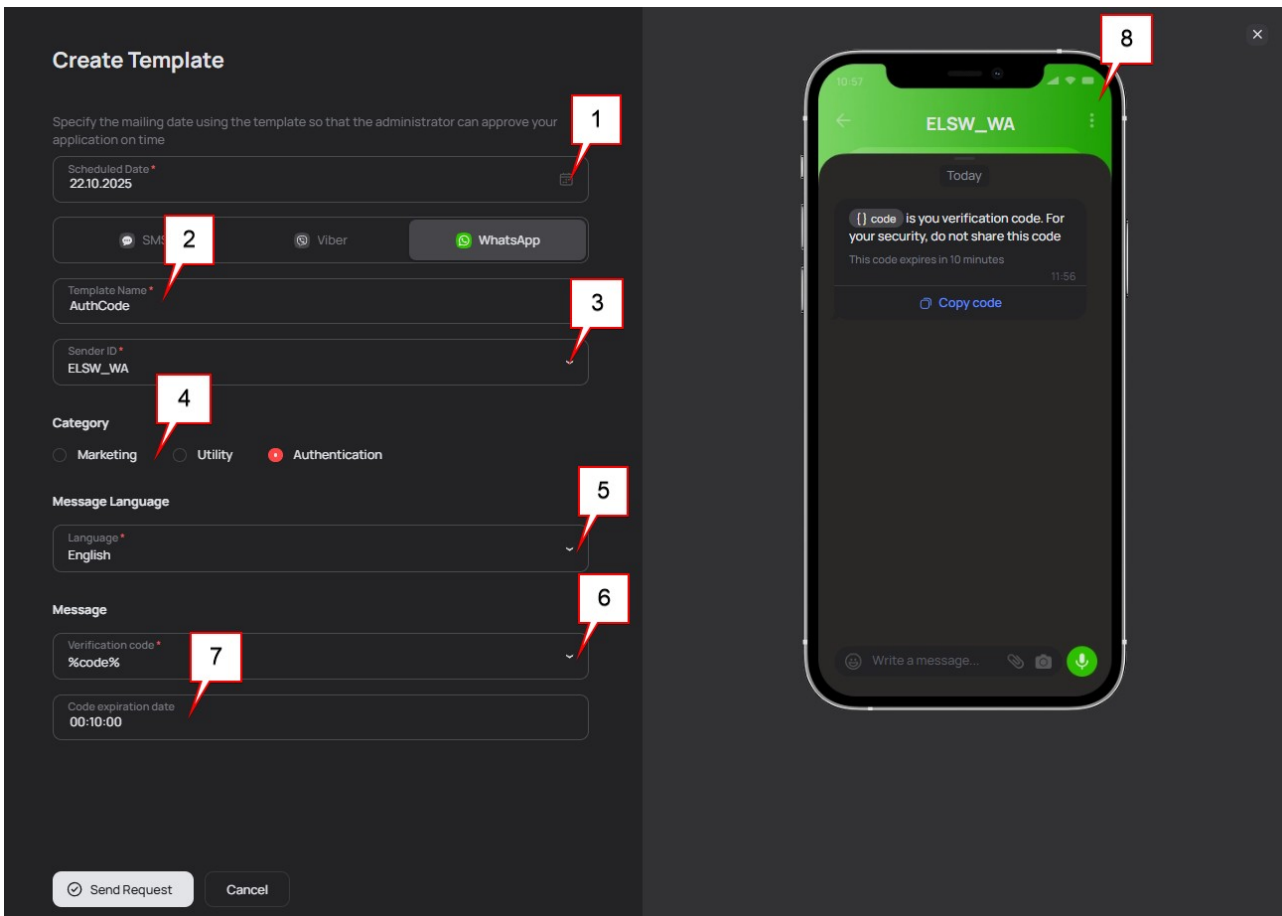 Create Template
Specify the mailing date using the template so that the administrator can approve your
application on time
1
Scheduled Date *
22.10.2025
SMS
Viber
WhatsApp
2
Template Name *
AuthCode
3
Sender ID *
ELSW_WA
4
Category
Marketing
Utility
Authentication
Message Language
5
Language *
English
Message
6
Verification code *
%code%
7
Code expiration date
00:10:00
Send Request
Cancel
8
10:57
ELSW_WA
Today
{} code is you verification code. For
your security, do not share this code
This code expires in 10 minutes
11:56
Copy code
Write a message...